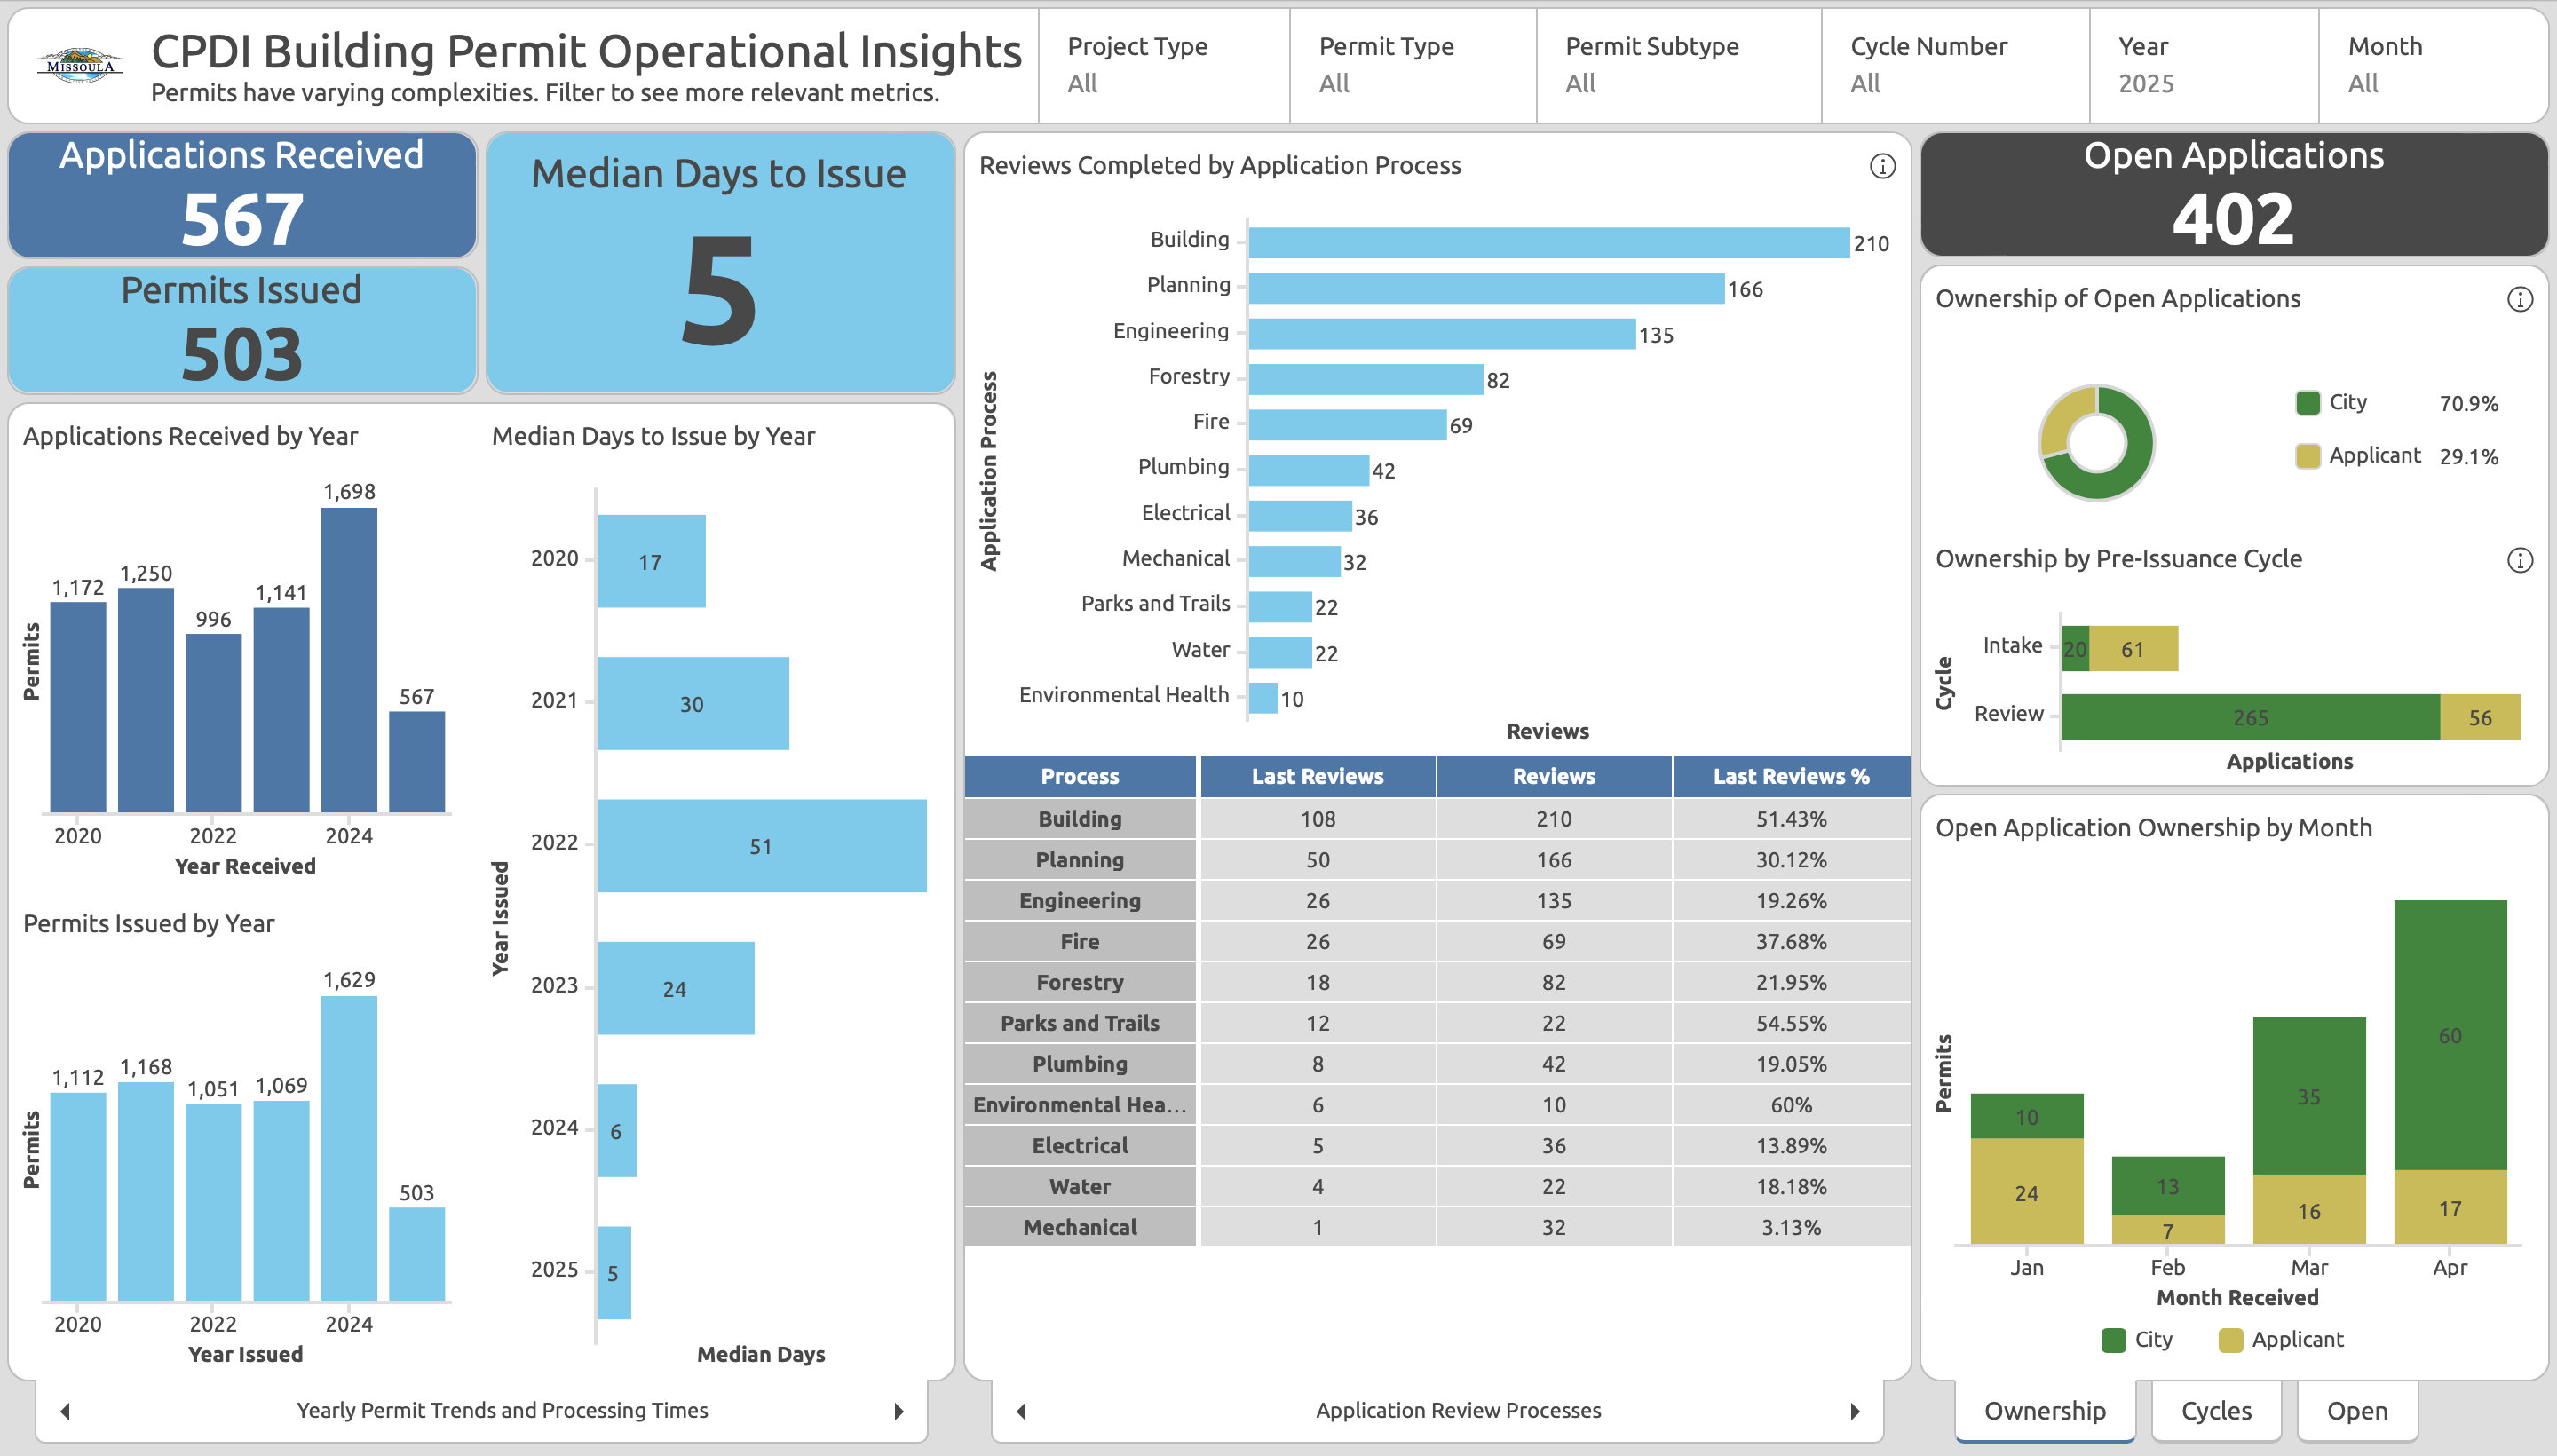 MISSOULA
CPDI Building Permit Operational Insights
Permits have varying complexities. Filter to see more relevant metrics.
Project Type
All
Permit Type
All
Permit Subtype
All
Cycle Number
All
Year
2025
Month
All
Applications Received
567
Permits Issued
503
Median Days to Issue
5
Applications Received by Year
Permits
1,172
1,250
996
1,141
1,698
567
2020
2022
2024
Year Received
Permits Issued by Year
Permits
1,112
1,168
1,051
1,069
1,629
503
2020
2022
2024
Year Issued
Median Days to Issue by Year
Year Issued
2020
17
2021
30
2022
51
2023
24
2024
6
2025
5
Median Days
Yearly Permit Trends and Processing Times
Reviews Completed by Application Process
Application Process
Building 210
Planning 166
Engineering 135
Forestry 82
Fire 69
Plumbing 42
Electrical 36
Mechanical 32
Parks and Trails 22
Water 22
Environmental Health 10
Reviews
Process Last Reviews Reviews Last Reviews %
Building 108 210 51.43%
Planning 50 166 30.12%
Engineering 26 135 19.26%
Fire 26 69 37.68%
Forestry 18 82 21.95%
Parks and Trails 12 22 54.55%
Plumbing 8 42 19.05%
Environmental Hea... 6 10 60%
Electrical 5 36 13.89%
Water 4 22 18.18%
Mechanical 1 32 3.13%
Application Review Processes
Open Applications
402
Ownership of Open Applications
City 70.9%
Applicant 29.1%
Ownership by Pre-Issuance Cycle
Cycle
Intake 20 61
Review 265 56
Applications
Open Application Ownership by Month
Permits
10
24
13
7
35
16
60
17
Jan Feb Mar Apr
Month Received
City Applicant
Ownership
Cycles
Open